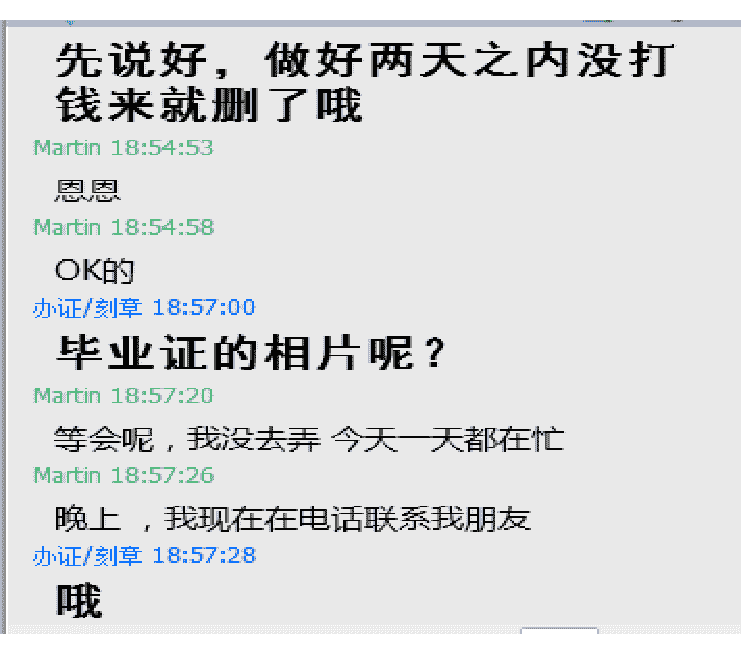 先说好，做好两天之内没打
钱来就删了哦
Martin 18:54:53
恩恩
Martin 18:54:58
OK的
办证/刻章 18:57:00
毕业证的相片呢？
Martin 18:57:20
等会呢，我没去弄 今天一天都在忙
Martin 18:57:26
晚上 ，我现在在电话联系我朋友
办证/刻章 18:57:28
哦